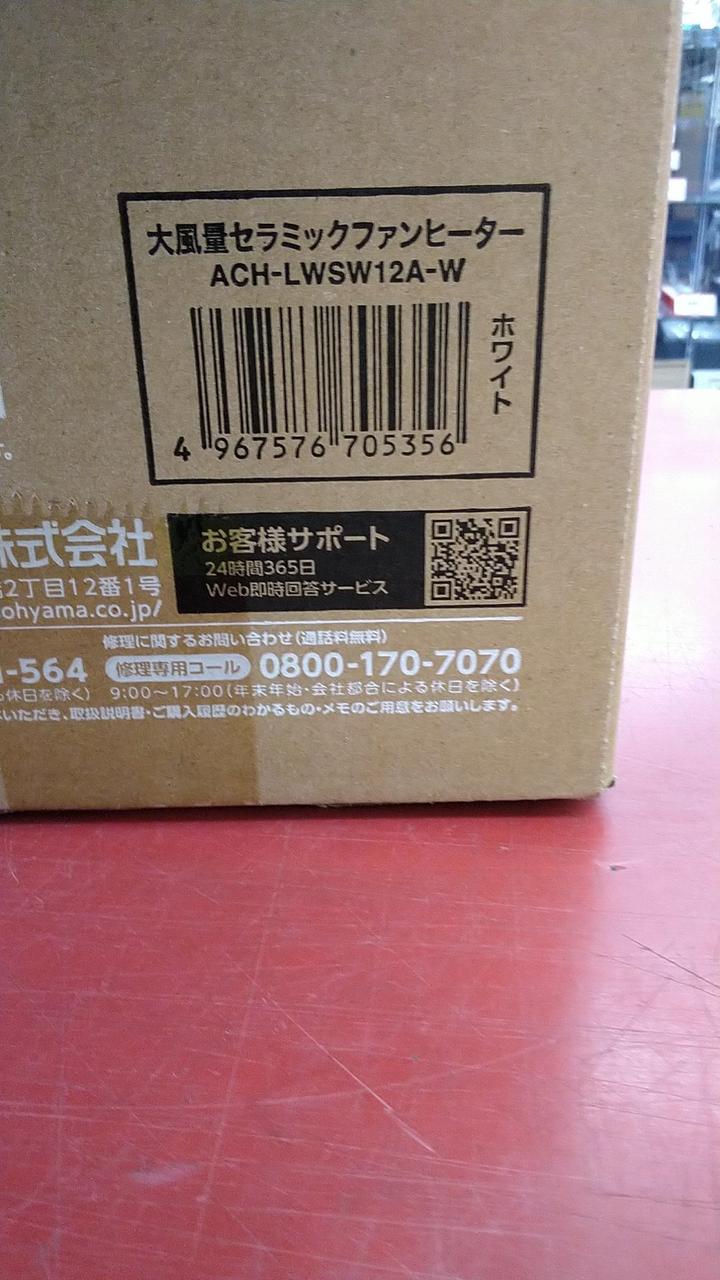 大風量セラミックファンヒーター
ACH-LWSW12A-W
ホワイト
4 967576 705356
。
株式会社
2丁目12番1号
ohyama.co.jp/
お客様サポート
24時間365日
Web即時回答サービス
修理に関するお問い合わせ(通話料無料)
-564 修理専用コール 0800-170-7070
休日を除く) 9:00〜17:00(年末年始・会社都合による休日を除く)
いただき、取扱説明書・ご購入履歴のわかるもの・メモのご用意をお願いします。